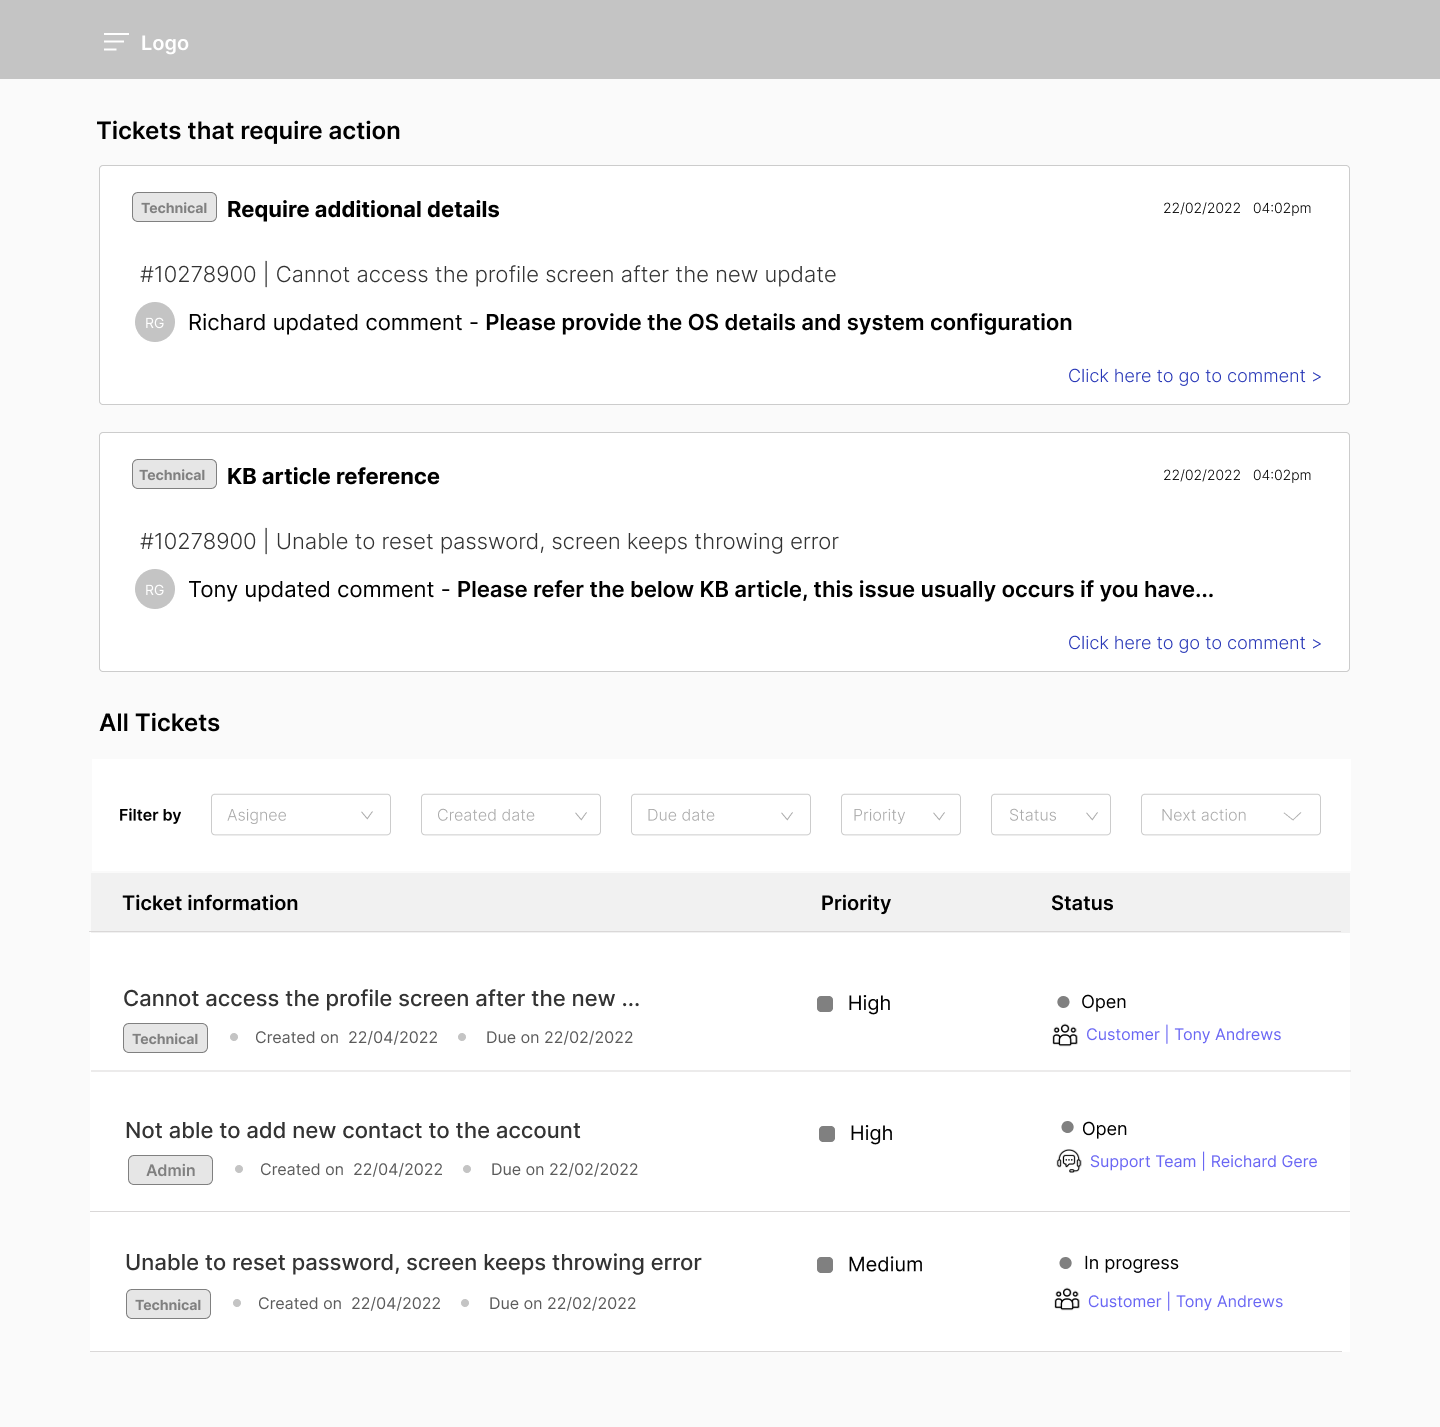 Logo
Tickets that require action
Technical Require additional details 22/02/2022 04:02pm
#10278900 | Cannot access the profile screen after the new update
RG Richard updated comment - Please provide the OS details and system configuration
Click here to go to comment >
Technical KB article reference 22/02/2022 04:02pm
#10278900 | Unable to reset password, screen keeps throwing error
RG Tony updated comment - Please refer the below KB article, this issue usually occurs if you have...
Click here to go to comment >
All Tickets
Filter by Asignee Created date Due date Priority Status Next action
Ticket information Priority Status
Cannot access the profile screen after the new ... High Open
Technical Created on 22/04/2022 Due on 22/02/2022 Customer | Tony Andrews
Not able to add new contact to the account High Open
Admin Created on 22/04/2022 Due on 22/02/2022 Support Team | Reichard Gere
Unable to reset password, screen keeps throwing error Medium In progress
Technical Created on 22/04/2022 Due on 22/02/2022 Customer | Tony Andrews